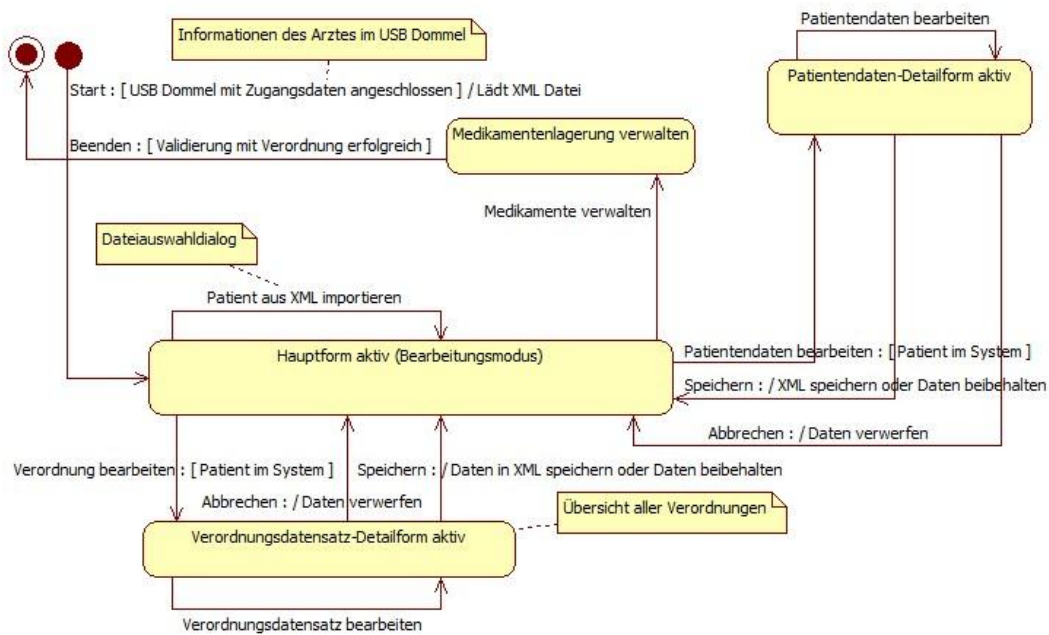 Patientendaten bearbeiten
Informationen des Arztes im USB Dommel
Patientendaten-Detailform aktiv
Start : [ USB Dommel mit Zugangsdaten angeschlossen ] / Lädt XML Datei
Medikamentenlagerung verwalten
Beenden : [ Validierung mit Verordnung erfolgreich ]
Medikamente verwalten
Dateiauswahldialog
Patient aus XML importieren
Hauptform aktiv (Bearbeitungsmodus)
Patientendaten bearbeiten : [ Patient im System ]
Speichern : / XML speichern oder Daten beibehalten
Abbrechen : / Daten verwerfen
Verordnung bearbeiten : [ Patient im System ]
Speichern : / Daten in XML speichern oder Daten beibehalten
Abbrechen : / Daten verwerfen
Übersicht aller Verordnungen
Verordnungsdatensatz-Detailform aktiv
Verordnungsdatensatz bearbeiten